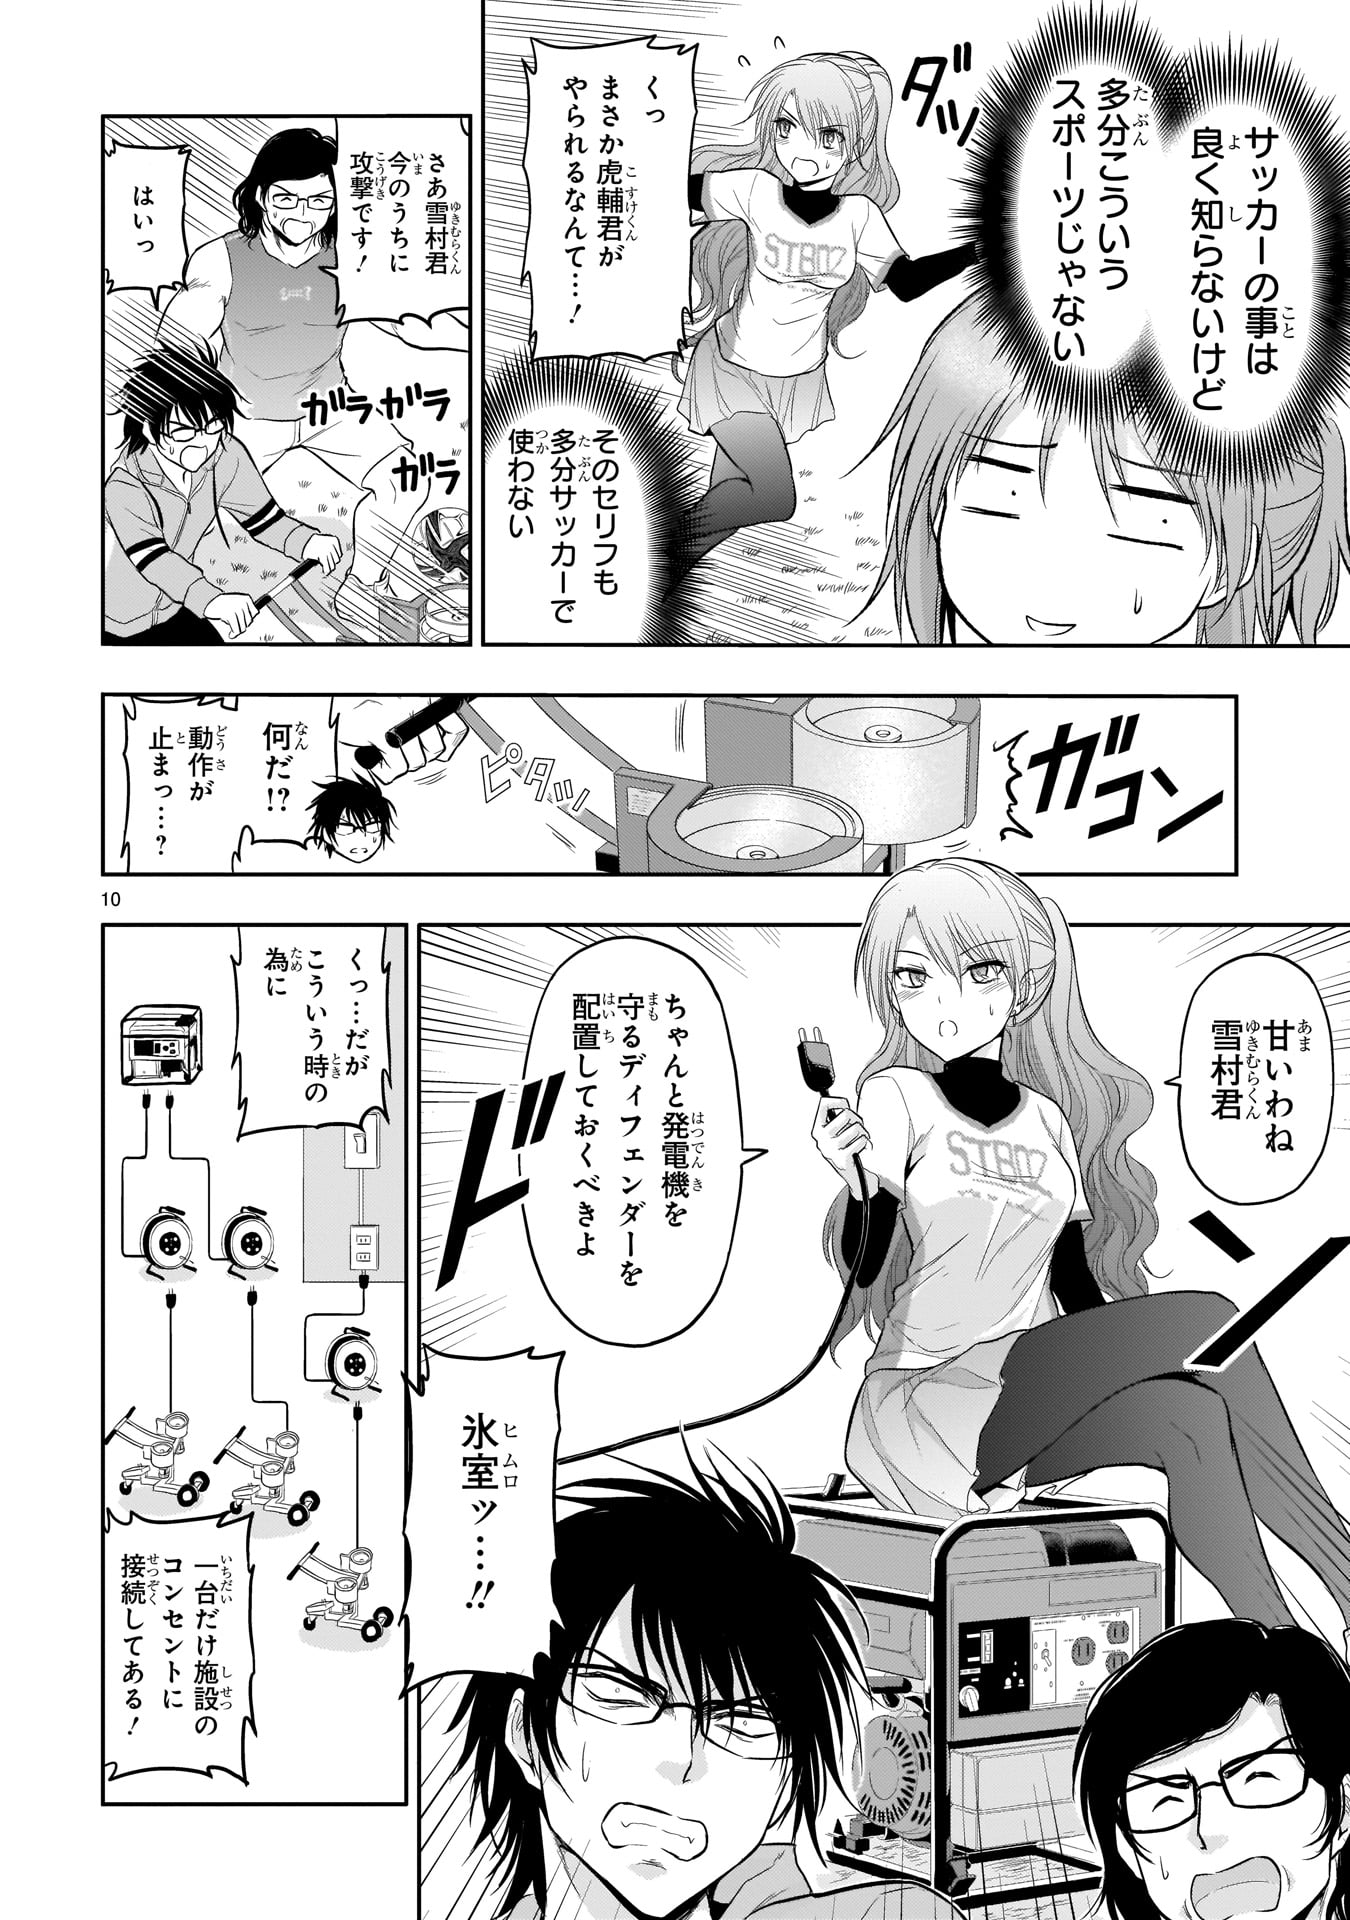 サッカーの事は
良く知らないけど
多分こういう
スポーツじゃない
ダッ
くっ
まさか虎輔君が
やられるなんて…！
そのセリフも
多分サッカーで
使わない
STΩOZ
さあ雪村君
今のうちに
攻撃です！
はいっ
ガラガラ
ガラ
ガコン
ピタッ
何だ!?
動作が
止まっ…？
10
甘いわね
雪村君
ちゃんと発電機を
守るディフェンダーを
配置しておくべきよ
ドン
氷室ッ…!!
くっ…だが
こういう時の
為に
一台だけ施設の
コンセントに
接続してある！